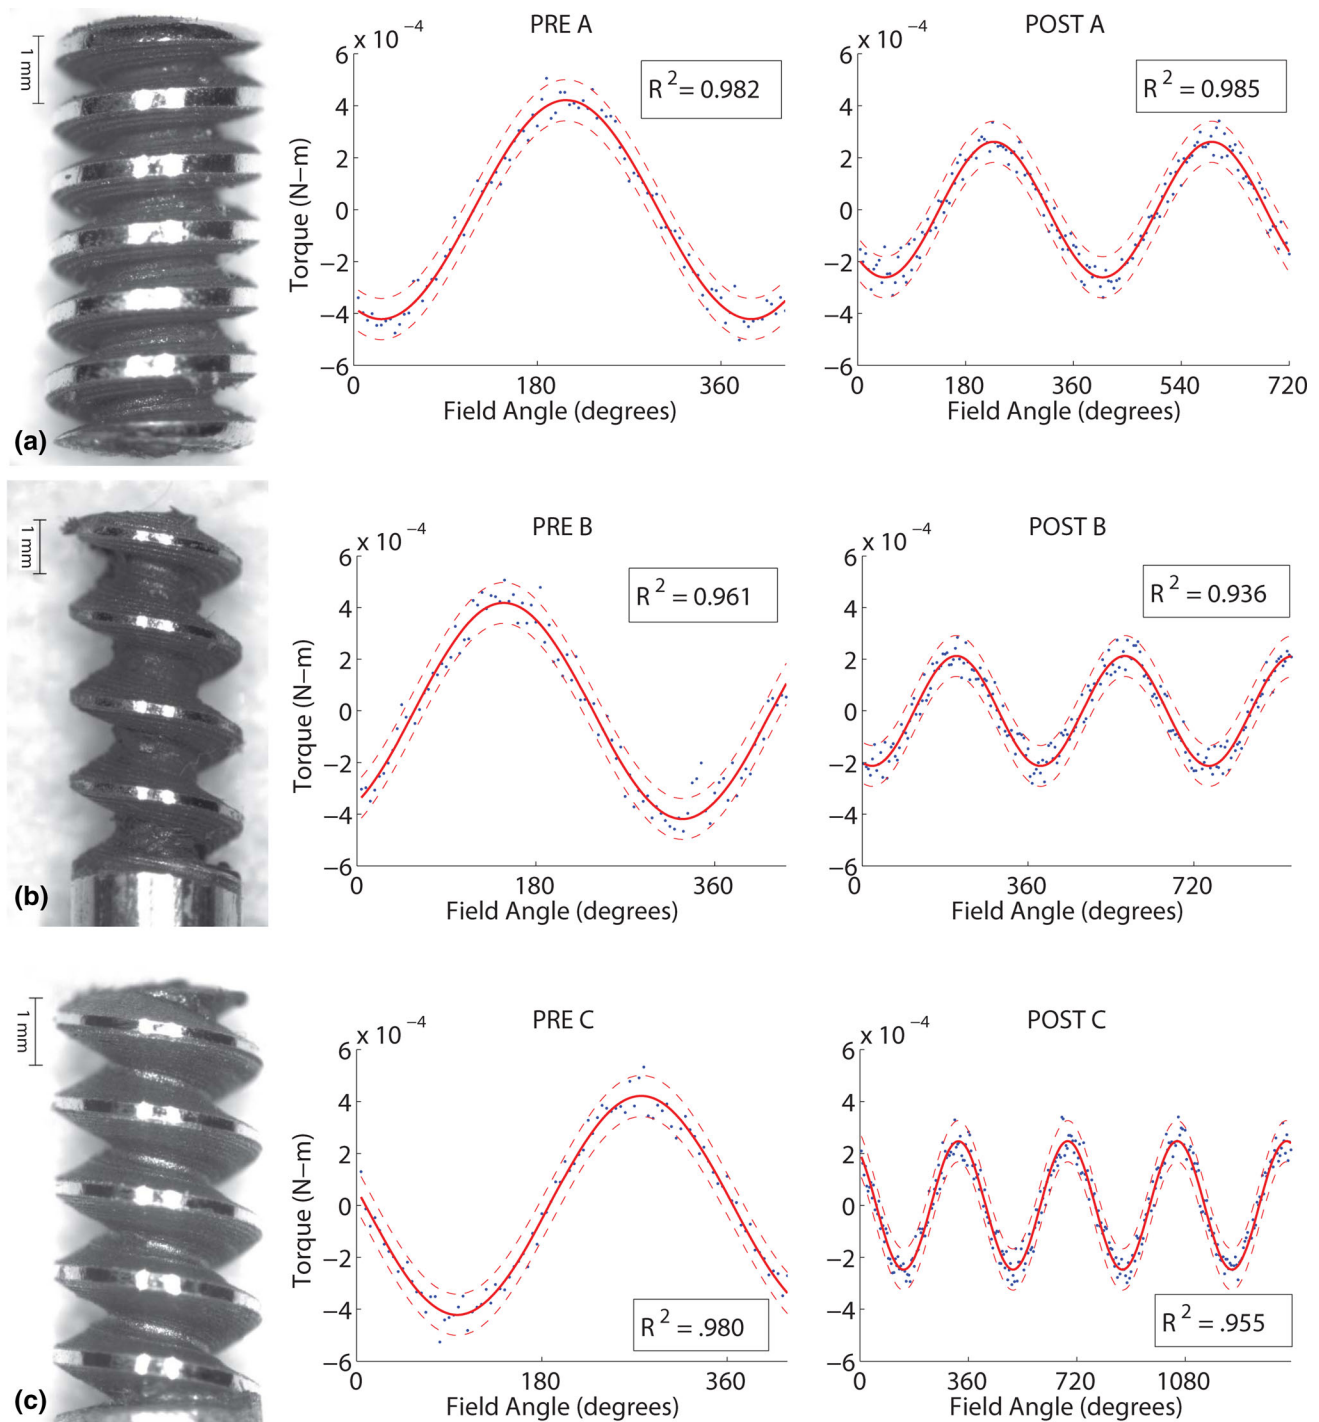 1 mm
(a)
PRE A
x 10 −4
R 2 = 0.982
6
4
2
0
−2
−4
−6
Torque (N−m)
0 180 360
Field Angle (degrees)
POST A
x 10 −4
R 2 = 0.985
6
4
2
0
−2
−4
−6
0 180 360 540 720
Field Angle (degrees)
1 mm
(b)
PRE B
x 10 −4
R 2 = 0.961
6
4
2
0
−2
−4
−6
Torque (N−m)
0 180 360
Field Angle (degrees)
POST B
x 10 −4
R 2 = 0.936
6
4
2
0
−2
−4
−6
0 360 720
Field Angle (degrees)
1 mm
(c)
PRE C
x 10 −4
6
4
2
0
−2
−4
−6
Torque (N−m)
R 2 = .980
0 180 360
Field Angle (degrees)
POST C
x 10 −4
6
4
2
0
−2
−4
−6
R 2 = .955
0 360 720 1080
Field Angle (degrees)